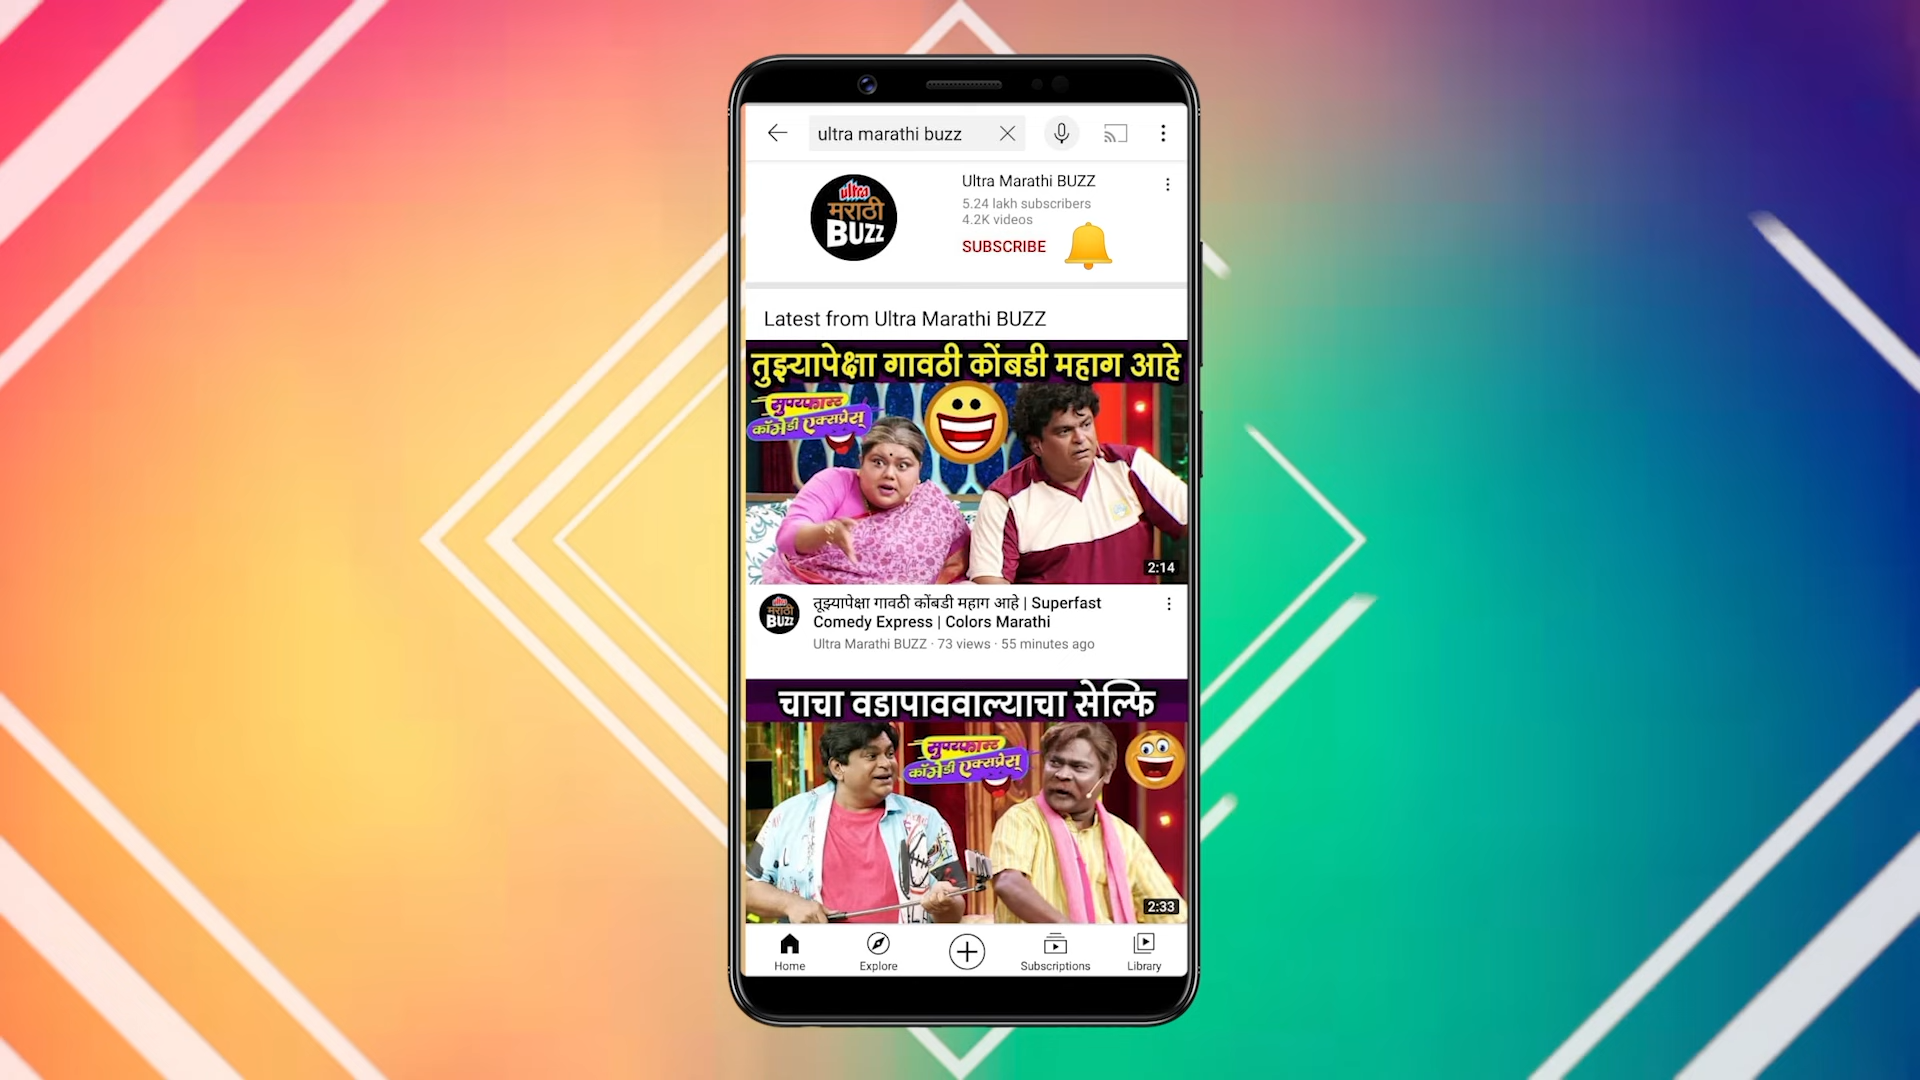 ultra marathi buzz
ultra
मराठी
BUZZ
Ultra Marathi BUZZ
5.24 lakh subscribers
4.2K videos
SUBSCRIBE
Latest from Ultra Marathi BUZZ
तुझ्यापेक्षा गावठी कोंबडी महाग आहे
सुपरफास्ट
कॉमेडी एक्सप्रेस्
2:14
ultra
मराठी
BUZZ
तूझ्यापेक्षा गावठी कोंबडी महाग आहे | Superfast
Comedy Express | Colors Marathi
Ultra Marathi BUZZ · 73 views · 55 minutes ago
चाचा वडापाववाल्याचा सेल्फि
सुपरफास्ट
कॉमेडी एक्सप्रेस्
2:33
Home
Explore
Subscriptions
Library